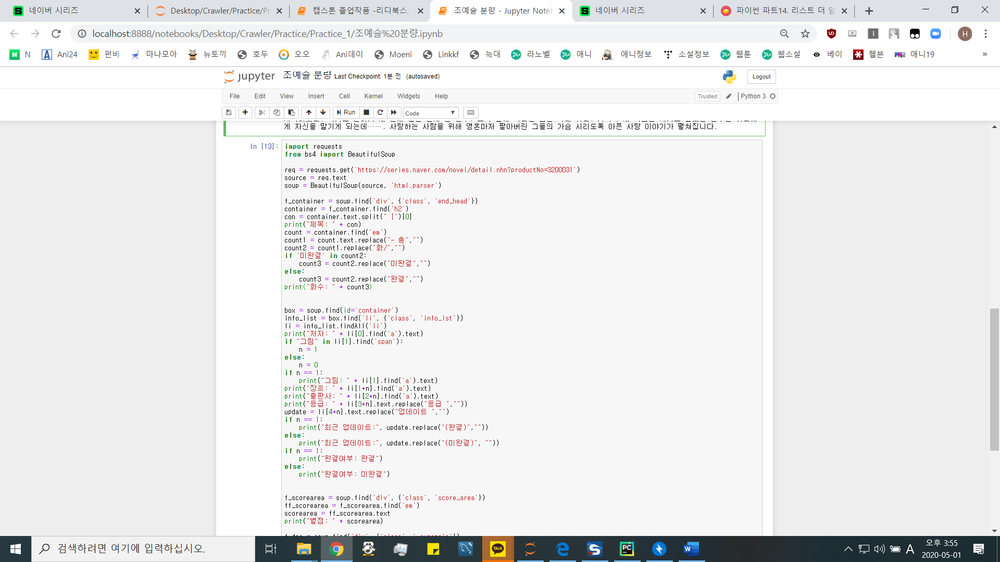 네이버 시리즈
Desktop/Crawler/Practice/Pr
캡스톤 졸업작품 -리디북스,
조예슬 분량 - Jupyter Noteb
네이버 시리즈
파이썬 파트14. 리스트 더 알
localhost:8888/notebooks/Desktop/Crawler/Practice/Practice_1/조예슬%20분량.ipynb
N Ani24 펀비 마나모아 뉴토끼 호두 오오 Ani데이 Moeni Linkkf 늑대 라노벨 애니 애니정보 소설정보 웹툰 웹소설 베이 헬븐 애니19 »
jupyter 조예슬 분량 Last Checkpoint: 1분 전 (autosaved)
Logout
File Edit View Insert Cell Kernel Widgets Help
Trusted Python 3
Run Code
게 자신을 맡기게 되는데……. 사랑하는 사람을 위해 영혼마저 팔아버린 그들의 가슴 시리도록 아픈 사랑 이야기가 펼쳐집니다.
In [13]:
import requests
from bs4 import BeautifulSoup
req = requests.get('https://series.naver.com/novel/detail.nhn?productNo=3200031')
source = req.text
soup = BeautifulSoup(source, 'html.parser')
f_container = soup.find('div', {'class', 'end_head'})
container = f_container.find('h2')
con = container.text.split(" [")[0]
print("제목: " + con)
count = container.find('em')
count1 = count.text.replace("- 총","")
count2 = count1.replace("화/","")
if '미완결' in count2:
    count3 = count2.replace("미완결","")
else:
    count3 = count2.replace("완결","")
print("화수: " + count3)
box = soup.find(id='container')
info_list = box.find('li', {'class', 'info_lst'})
li = info_list.findAll('li')
print("저자: " + li[0].find('a').text)
if "그림" in li[1].find('span'):
    n = 1
else:
    n = 0
if n == 1:
    print("그림: " + li[1].find('a').text)
print("장르: " + li[1+n].find('a').text)
print("출판사: " + li[2+n].find('a').text)
print("등급: " + li[3+n].text.replace("등급 ",""))
update = li[4+n].text.replace("업데이트 ","")
if n == 1:
    print("최근 업데이트:", update.replace("(완결)",""))
else:
    print("최근 업데이트:", update.replace("(미완결)", ""))
if n == 1:
    print("완결여부: 완결")
else:
    print("완결여부: 미완결")
f_scorearea = soup.find('div', {'class', 'score_area'})
ff_scorearea = f_scorearea.find('em')
scorearea = ff_scorearea.text
print("별점: " + scorearea)
검색하려면 여기에 입력하십시오.
TALK
A
오후 3:55
2020-05-01